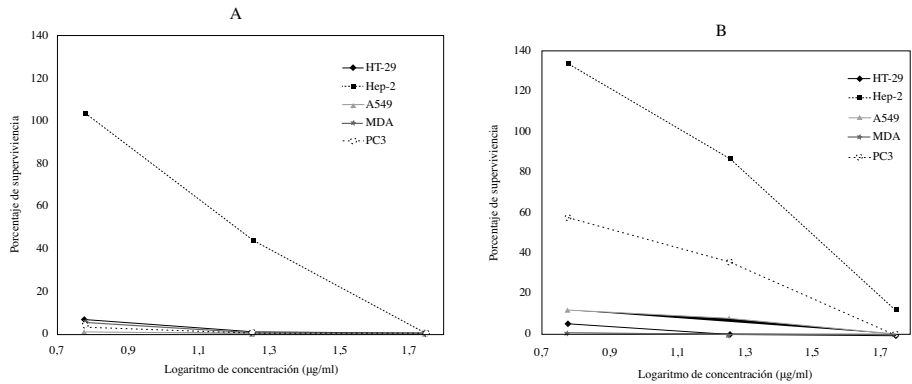 A
140
120
100
80
60
40
20
0
Porcentaje de superviviencia
HT-29
Hep-2
A549
MDA
PC3
0,7 0,9 1,1 1,3 1,5 1,7
Logaritmo de concentración (µg/ml)
B
140
120
100
80
60
40
20
0
Porcentaje de superviviencia
HT-29
Hep-2
A549
MDA
PC3
0,7 0,9 1,1 1,3 1,5 1,7
Logaritmo de concentración (µg/ml)